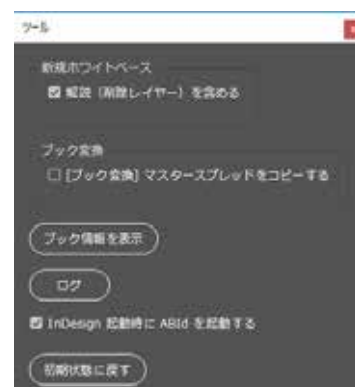 ツール
新規ホワイトベース
解説（削除レイヤー）を含める
ブック変換
[ブック変換] マスタースプレッドをコピーする
ブック情報を表示
ログ
InDesign 起動時に ABId を起動する
初期状態に戻す